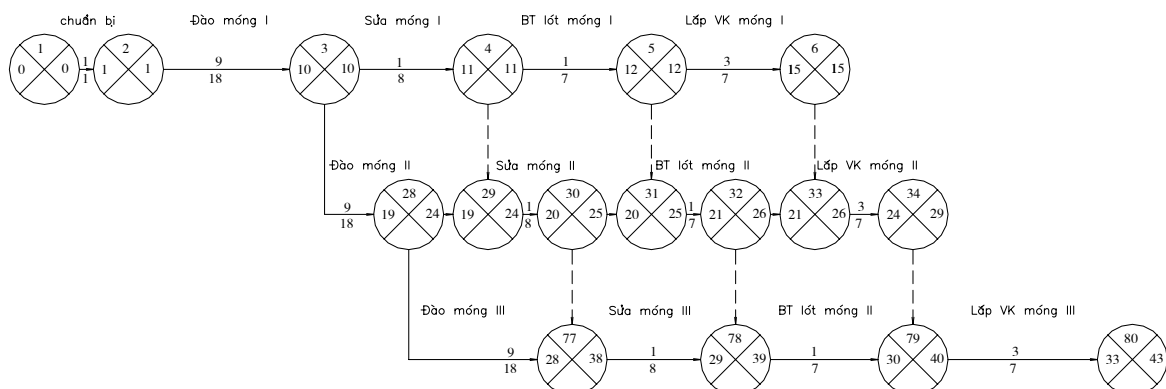 chuẩn bị Đào móng I Sửa móng I BT lót móng I Lắp VK móng I
1 2 3 4 5 6
0 0 1 1 1 1 9 18 10 10 1 8 11 11 1 7 12 12 3 7 15 15
Đào móng II Sửa móng II BT lót móng II Lắp VK móng II
28 29 30 31 32 33 34
9 18 19 24 19 24 1 8 20 25 20 25 1 7 21 26 21 26 3 7 24 29
Đào móng III Sửa móng III BT lót móng II Lắp VK móng III
77 78 79 80
9 18 28 38 1 8 29 39 1 7 30 40 3 7 33 43